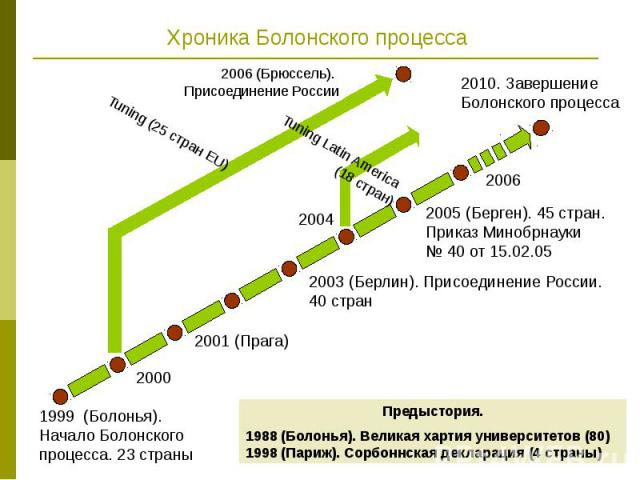 Хроника Болонского процесса
2006 (Брюссель).
Присоединение России
2010. Завершение
Болонского процесса
Tuning (25 стран EU)
Tuning Latin America
(18 стран)
2006
2004
2005 (Берген). 45 стран.
Приказ Минобрнауки
№ 40 от 15.02.05
2003 (Берлин). Присоединение России.
40 стран
2001 (Прага)
2000
1999  (Болонья).
Начало Болонского
процесса. 23 страны
Предыстория.
1988 (Болонья). Великая хартия университетов (80)
1998 (Париж). Сорбоннская декларация (4 страны)